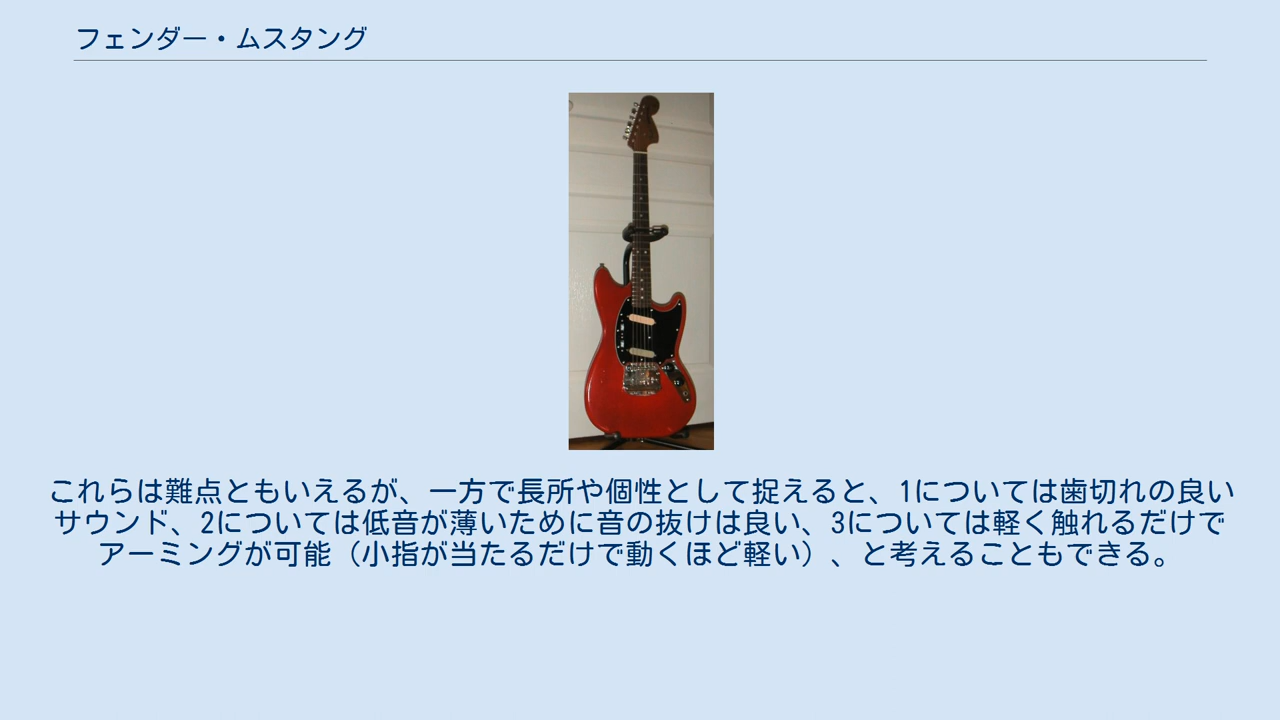 フェンダー・ムスタング
これらは難点ともいえるが、一方で長所や個性として捉えると、1については歯切れの良い
サウンド、2については低音が薄いために音の抜けは良い、3については軽く触れるだけで
アーミングが可能（小指が当たるだけで動くほど軽い）、と考えることもできる。